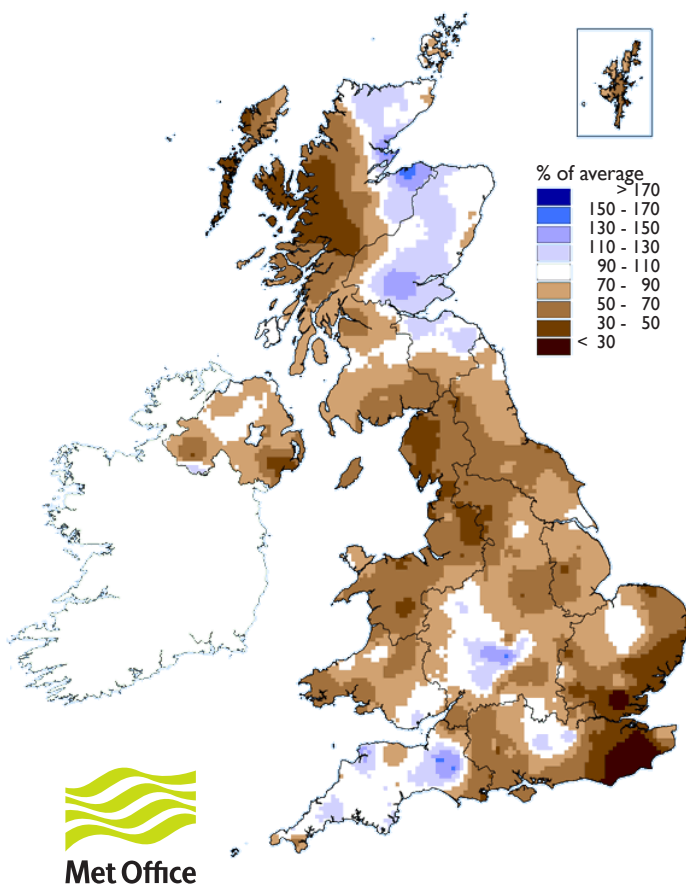 % of average
> 170
150 - 170
130 - 150
110 - 130
90 - 110
70 - 90
50 - 70
30 - 50
< 30
Met Office